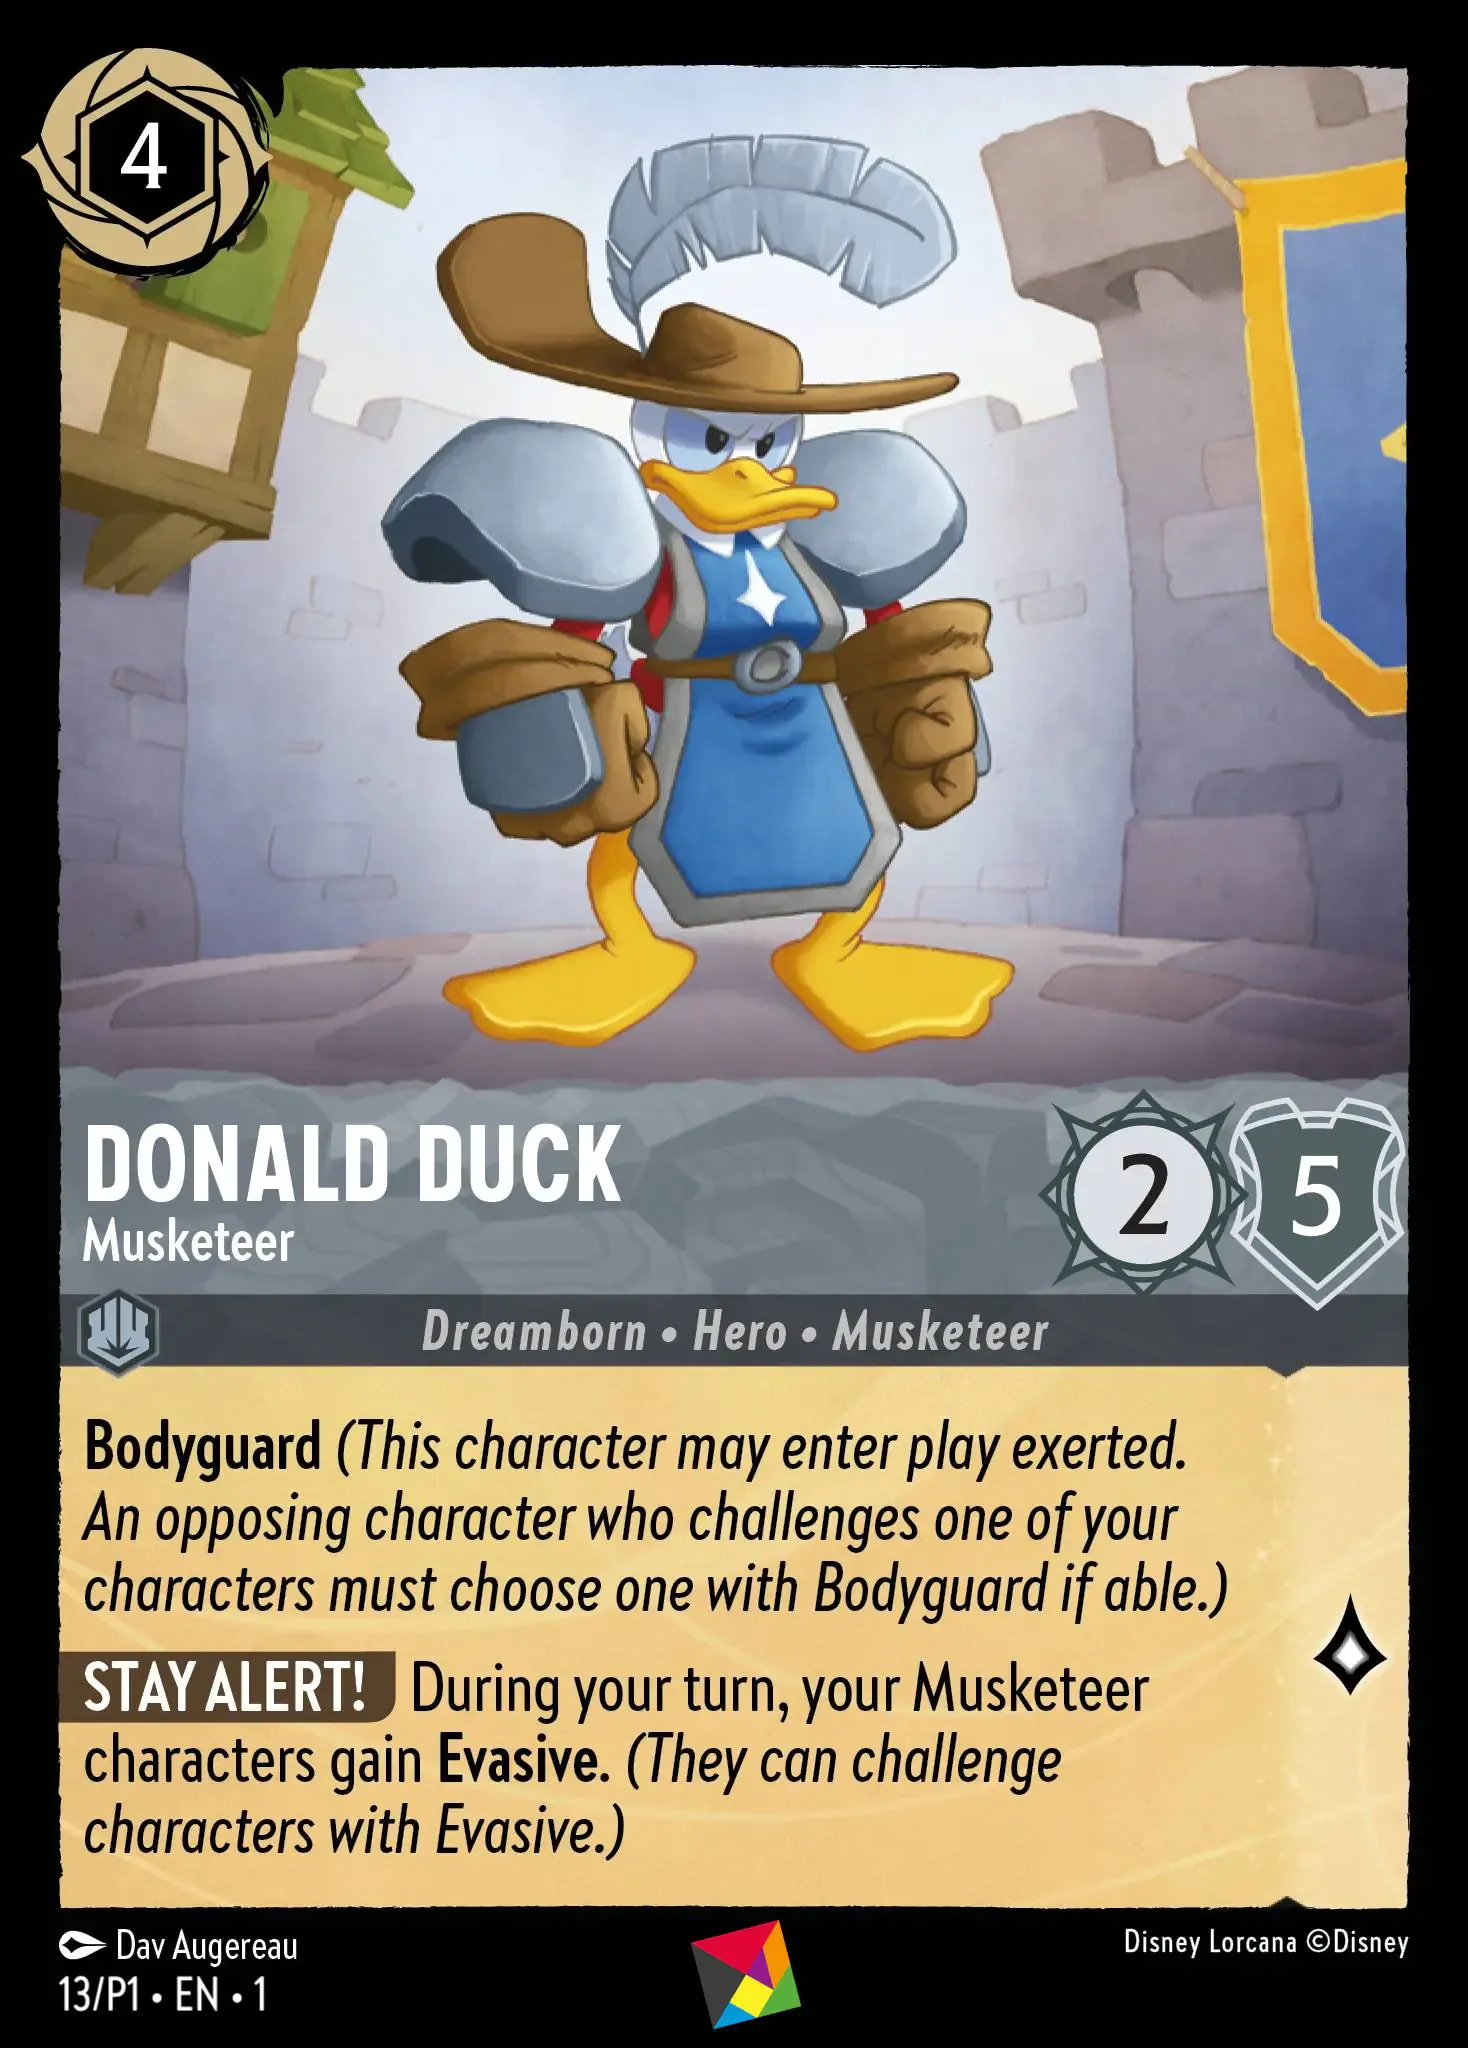 4
DONALD DUCK
Musketeer
2
5
Dreamborn • Hero • Musketeer
Bodyguard (This character may enter play exerted.
An opposing character who challenges one of your
characters must choose one with Bodyguard if able.)
STAY ALERT! During your turn, your Musketeer
characters gain Evasive. (They can challenge
characters with Evasive.)
Dav Augereau
Disney Lorcana ©Disney
13/P1 • EN • 1